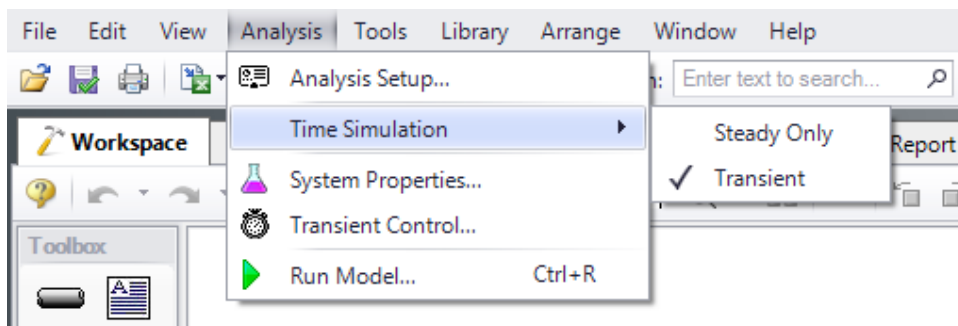 File Edit View Analysis Tools Library Arrange Window Help
Analysis Setup...
Enter text to search...
Time Simulation
Steady Only
Workspace
Report
System Properties...
Transient
Transient Control...
Toolbox
Run Model... Ctrl+R
A